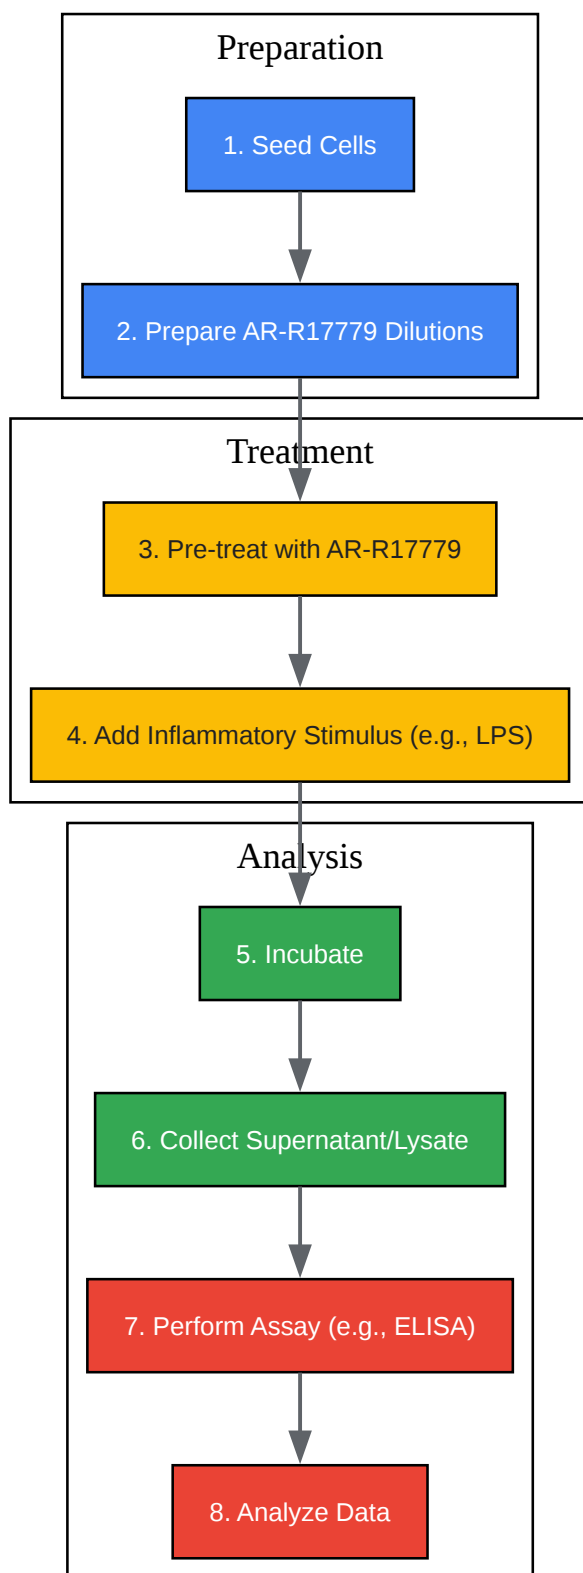 Preparation
1. Seed Cells
2. Prepare AR-R17779 Dilutions
Treatment
3. Pre-treat with AR-R17779
4. Add Inflammatory Stimulus (e.g., LPS)
Analysis
5. Incubate
6. Collect Supernatant/Lysate
7. Perform Assay (e.g., ELISA)
8. Analyze Data